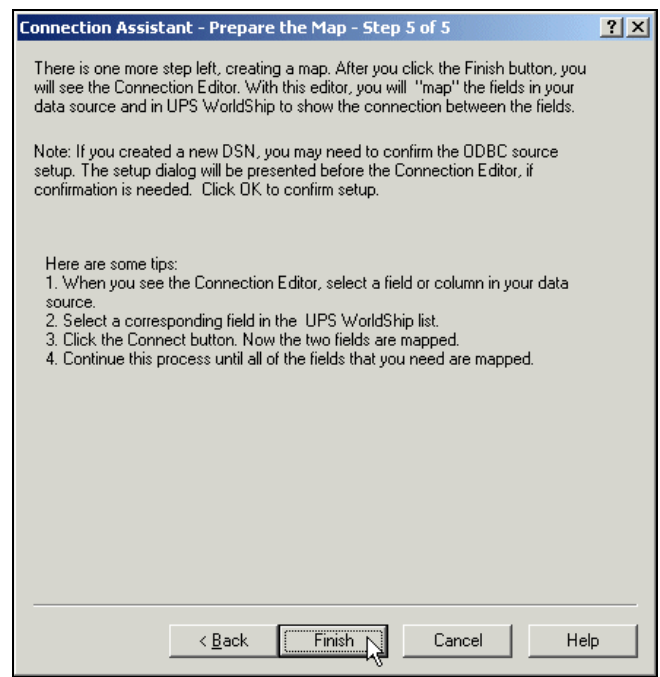 Connection Assistant - Prepare the Map - Step 5 of 5
There is one more step left, creating a map. After you click the Finish button, you
will see the Connection Editor. With this editor, you will "map" the fields in your
data source and in UPS WorldShip to show the connection between the fields.
Note: If you created a new DSN, you may need to confirm the ODBC source
setup. The setup dialog will be presented before the Connection Editor, if
confirmation is needed. Click OK to confirm setup.
Here are some tips:
1. When you see the Connection Editor, select a field or column in your data
source.
2. Select a corresponding field in the UPS WorldShip list.
3. Click the Connect button. Now the two fields are mapped.
4. Continue this process until all of the fields that you need are mapped.
< Back Finish Cancel Help